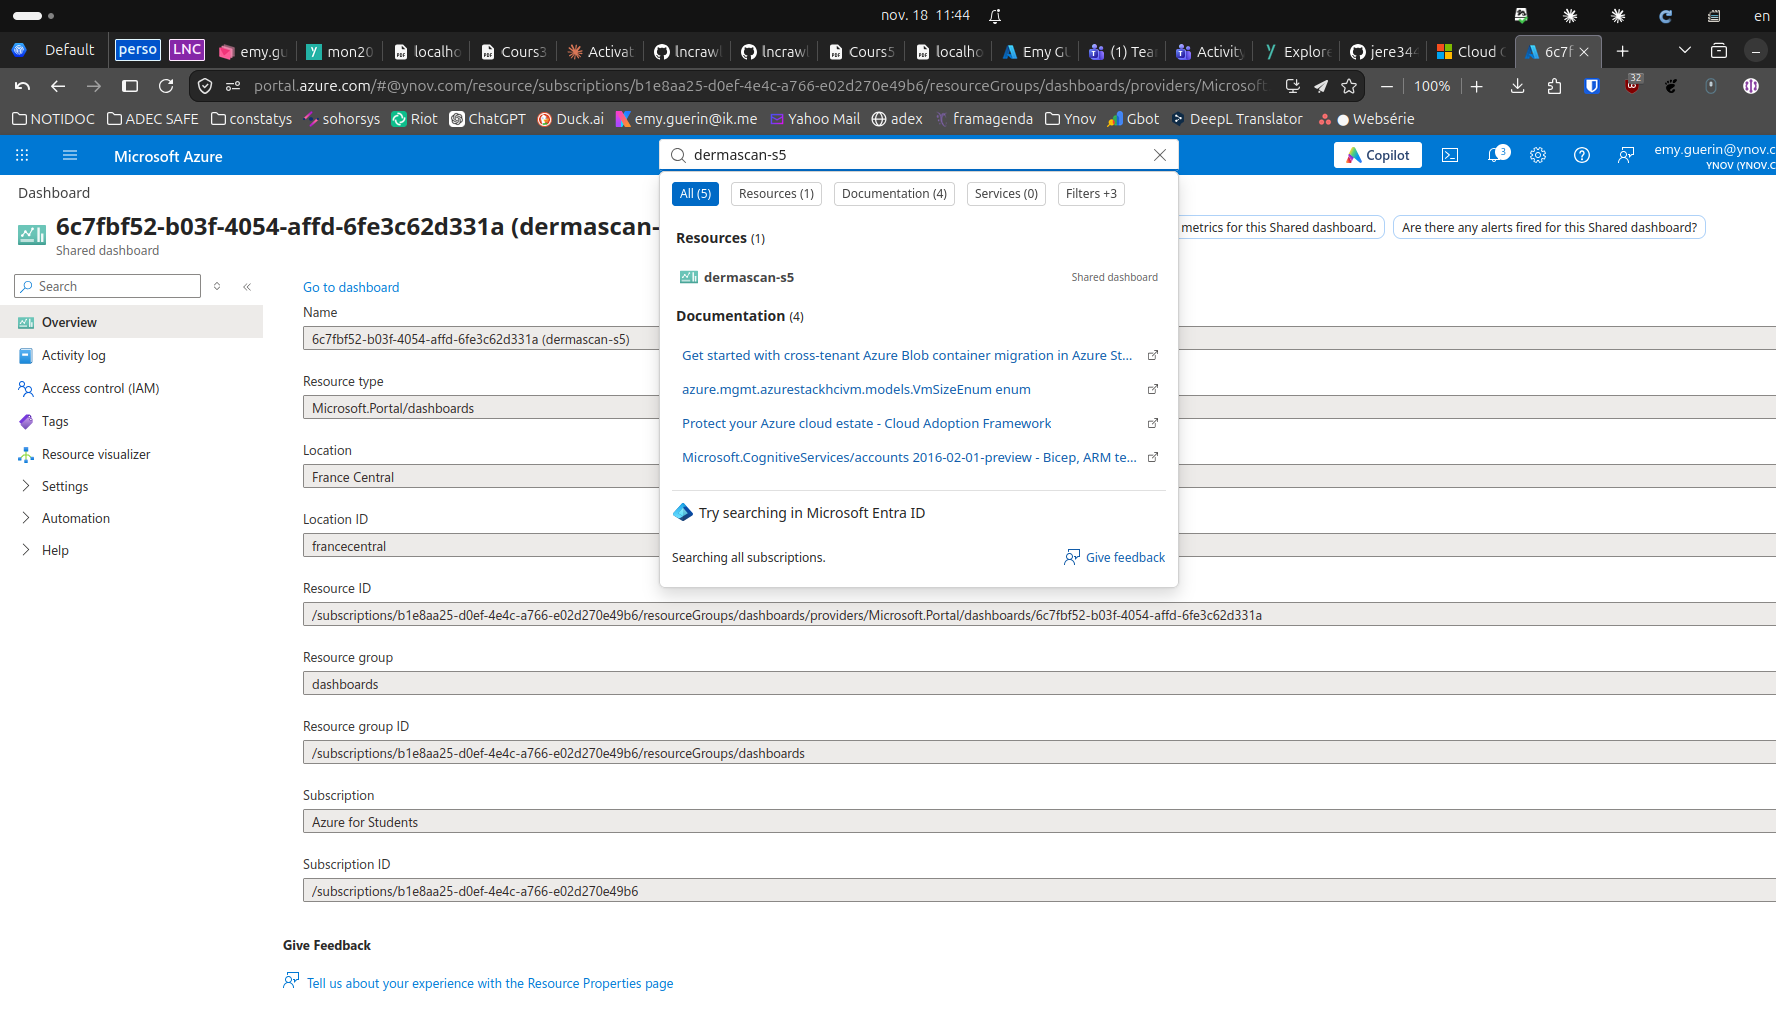 nov. 18 11:44
en
Default
perso
LNC
emy.gu
mon20
localho
Cours3
Activat
lncrawl
lncrawl
Cours5
localho
Emy GU
(1) Tea
Activity
Explore
jere344
Cloud
6c7f
portal.azure.com/#@ynov.com/resource/subscriptions/b1e8aa25-d0ef-4e4c-a766-e02d270e49b6/resourceGroups/dashboards/providers/Microsoft.
100%
32
NOTIDOC
ADEC SAFE
constatys
sohorsys
Riot
ChatGPT
Duck.ai
emy.guerin@ik.me
Yahoo Mail
adex
framagenda
Ynov
Gbot
DeepL Translator
Websérie
Microsoft Azure
dermascan-s5
Copilot
3
emy.guerin@ynov.c
YNOV (YNOV.C
Dashboard
6c7fbf52-b03f-4054-affd-6fe3c62d331a (dermascan-
Shared dashboard
metrics for this Shared dashboard.
Are there any alerts fired for this Shared dashboard?
All (5)
Resources (1)
Documentation (4)
Services (0)
Filters +3
Resources (1)
dermascan-s5
Shared dashboard
Documentation (4)
Get started with cross-tenant Azure Blob container migration in Azure St...
azure.mgmt.azurestackhcivm.models.VmSizeEnum enum
Protect your Azure cloud estate - Cloud Adoption Framework
Microsoft.CognitiveServices/accounts 2016-02-01-preview - Bicep, ARM te...
Try searching in Microsoft Entra ID
Searching all subscriptions.
Give feedback
Search
Overview
Activity log
Access control (IAM)
Tags
Resource visualizer
Settings
Automation
Help
Go to dashboard
Name
6c7fbf52-b03f-4054-affd-6fe3c62d331a (dermascan-s5)
Resource type
Microsoft.Portal/dashboards
Location
France Central
Location ID
francecentral
Resource ID
/subscriptions/b1e8aa25-d0ef-4e4c-a766-e02d270e49b6/resourceGroups/dashboards/providers/Microsoft.Portal/dashboards/6c7fbf52-b03f-4054-affd-6fe3c62d331a
Resource group
dashboards
Resource group ID
/subscriptions/b1e8aa25-d0ef-4e4c-a766-e02d270e49b6/resourceGroups/dashboards
Subscription
Azure for Students
Subscription ID
/subscriptions/b1e8aa25-d0ef-4e4c-a766-e02d270e49b6
Give Feedback
Tell us about your experience with the Resource Properties page